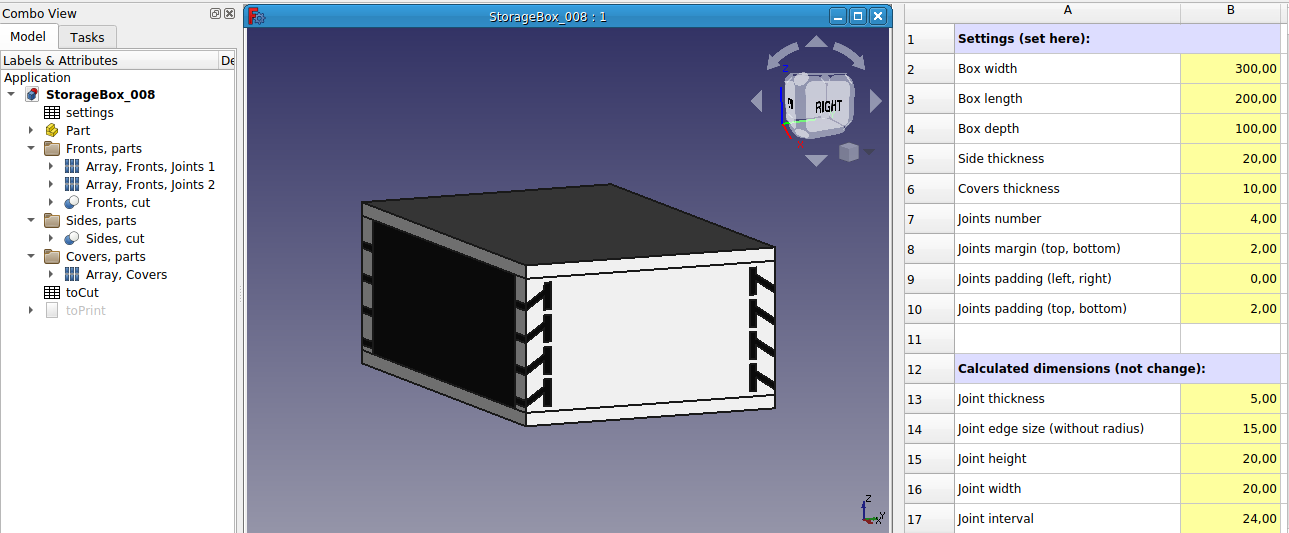 Combo View
Model Tasks
Labels & Attributes De
Application
StorageBox_008
settings
Part
Fronts, parts
Array, Fronts, Joints 1
Array, Fronts, Joints 2
Fronts, cut
Sides, parts
Sides, cut
Covers, parts
Array, Covers
toCut
toPrint
StorageBox_008 : 1
Z
RIGHT
X
Z
Y
X
A B
1 Settings (set here):
2 Box width 300,00
3 Box length 200,00
4 Box depth 100,00
5 Side thickness 20,00
6 Covers thickness 10,00
7 Joints number 4,00
8 Joints margin (top, bottom) 2,00
9 Joints padding (left, right) 0,00
10 Joints padding (top, bottom) 2,00
11
12 Calculated dimensions (not change):
13 Joint thickness 5,00
14 Joint edge size (without radius) 15,00
15 Joint height 20,00
16 Joint width 20,00
17 Joint interval 24,00